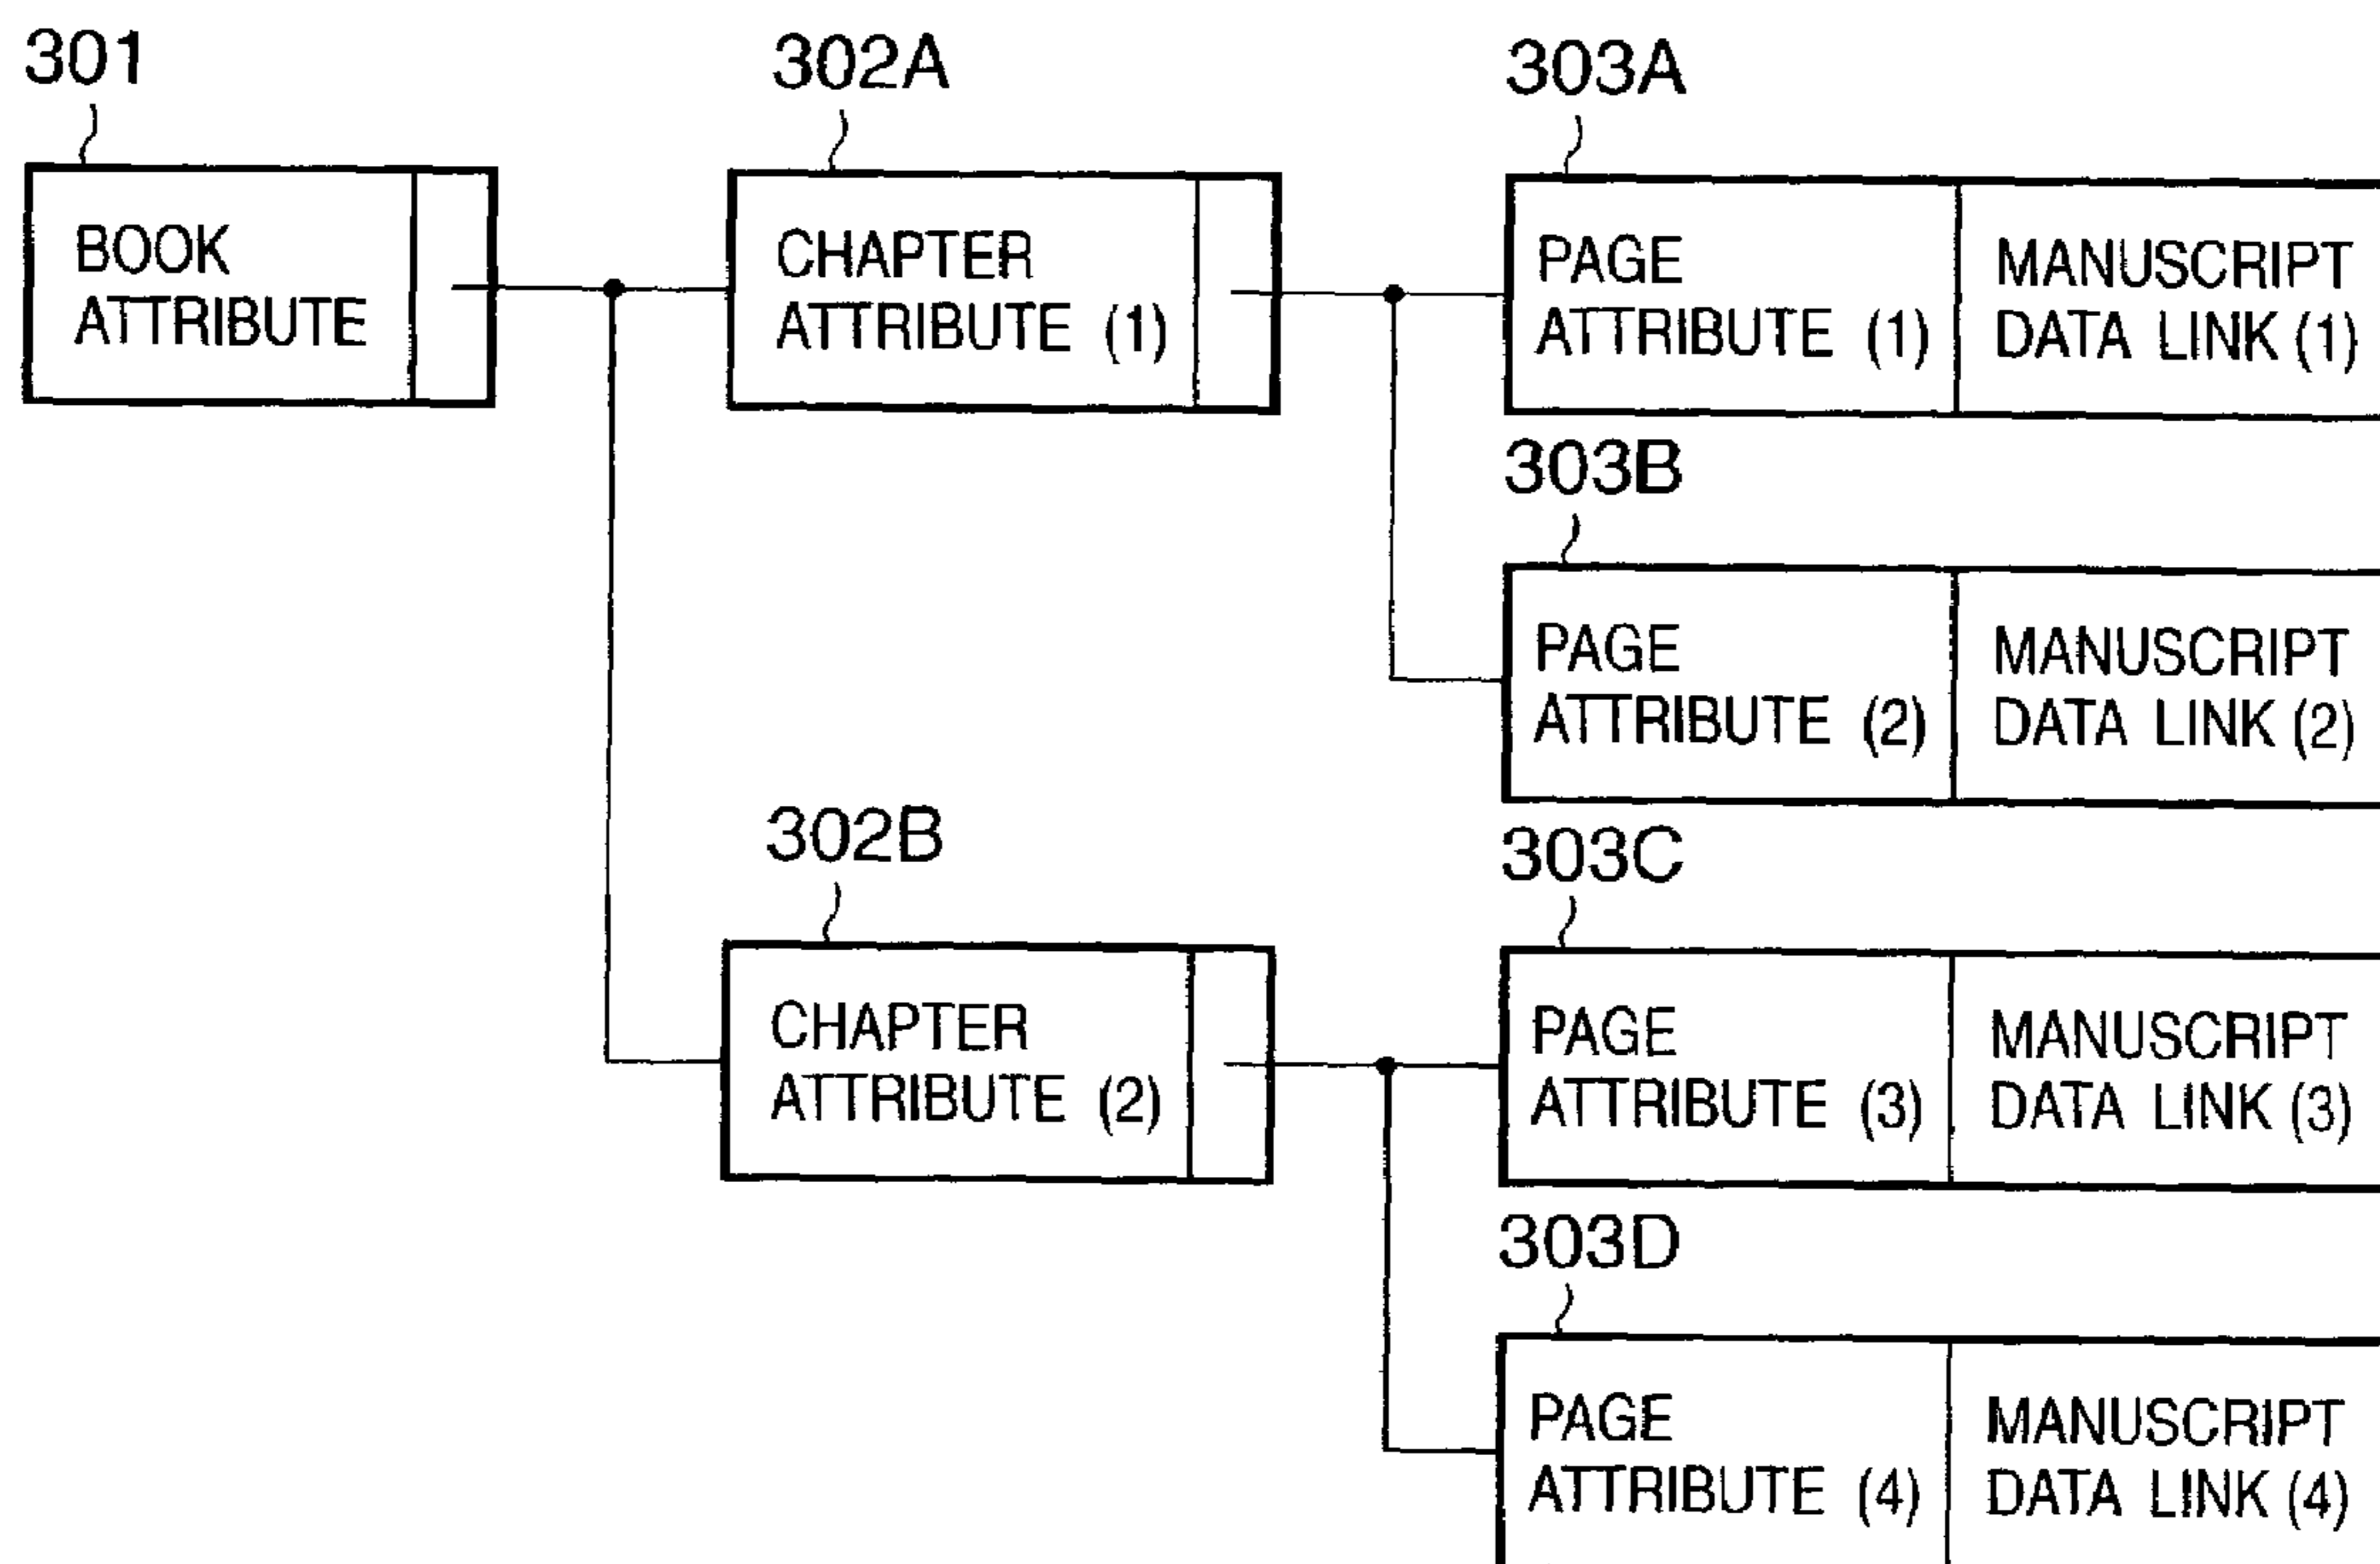 301
302A
303A
BOOK
ATTRIBUTE
CHAPTER
ATTRIBUTE (1)
PAGE
ATTRIBUTE (1)
MANUSCRIPT
DATA LINK (1)
303B
PAGE
ATTRIBUTE (2)
MANUSCRIPT
DATA LINK (2)
302B
303C
CHAPTER
ATTRIBUTE (2)
PAGE
ATTRIBUTE (3)
MANUSCRIPT
DATA LINK (3)
303D
PAGE
ATTRIBUTE (4)
MANUSCRIPT
DATA LINK (4)